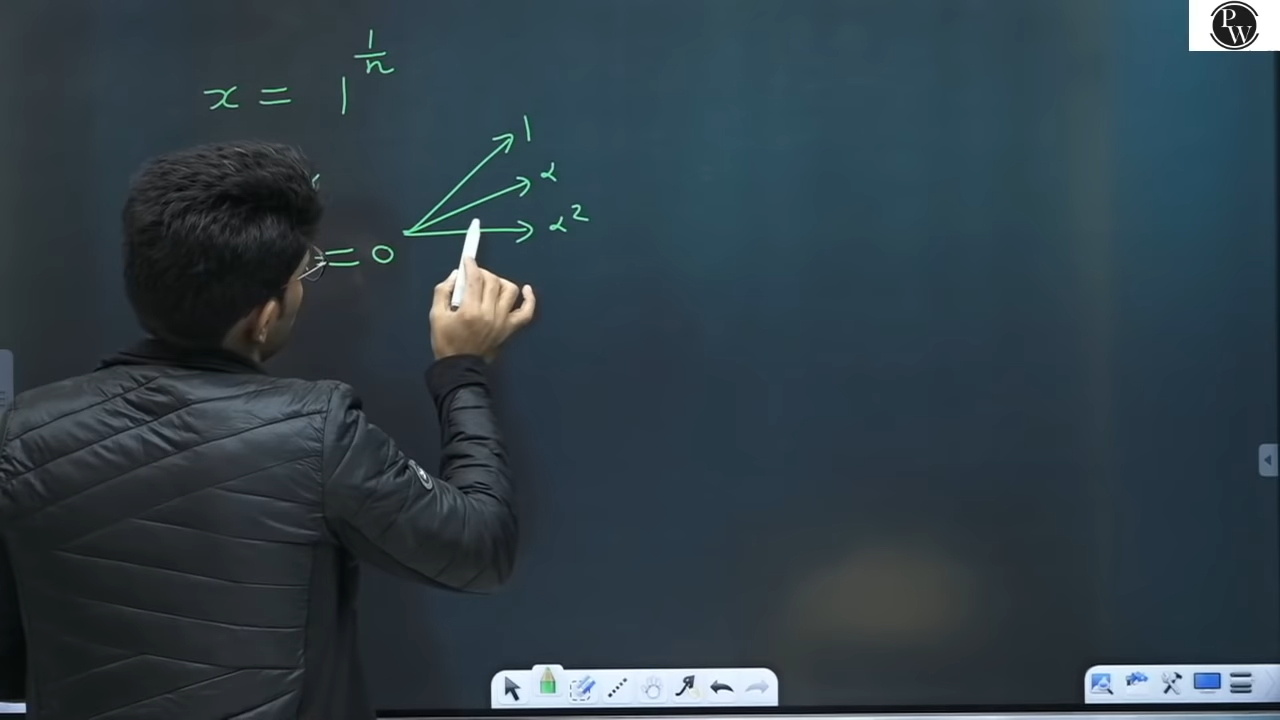 x = 1^{1/n}
1
α
α²
= 0
PW